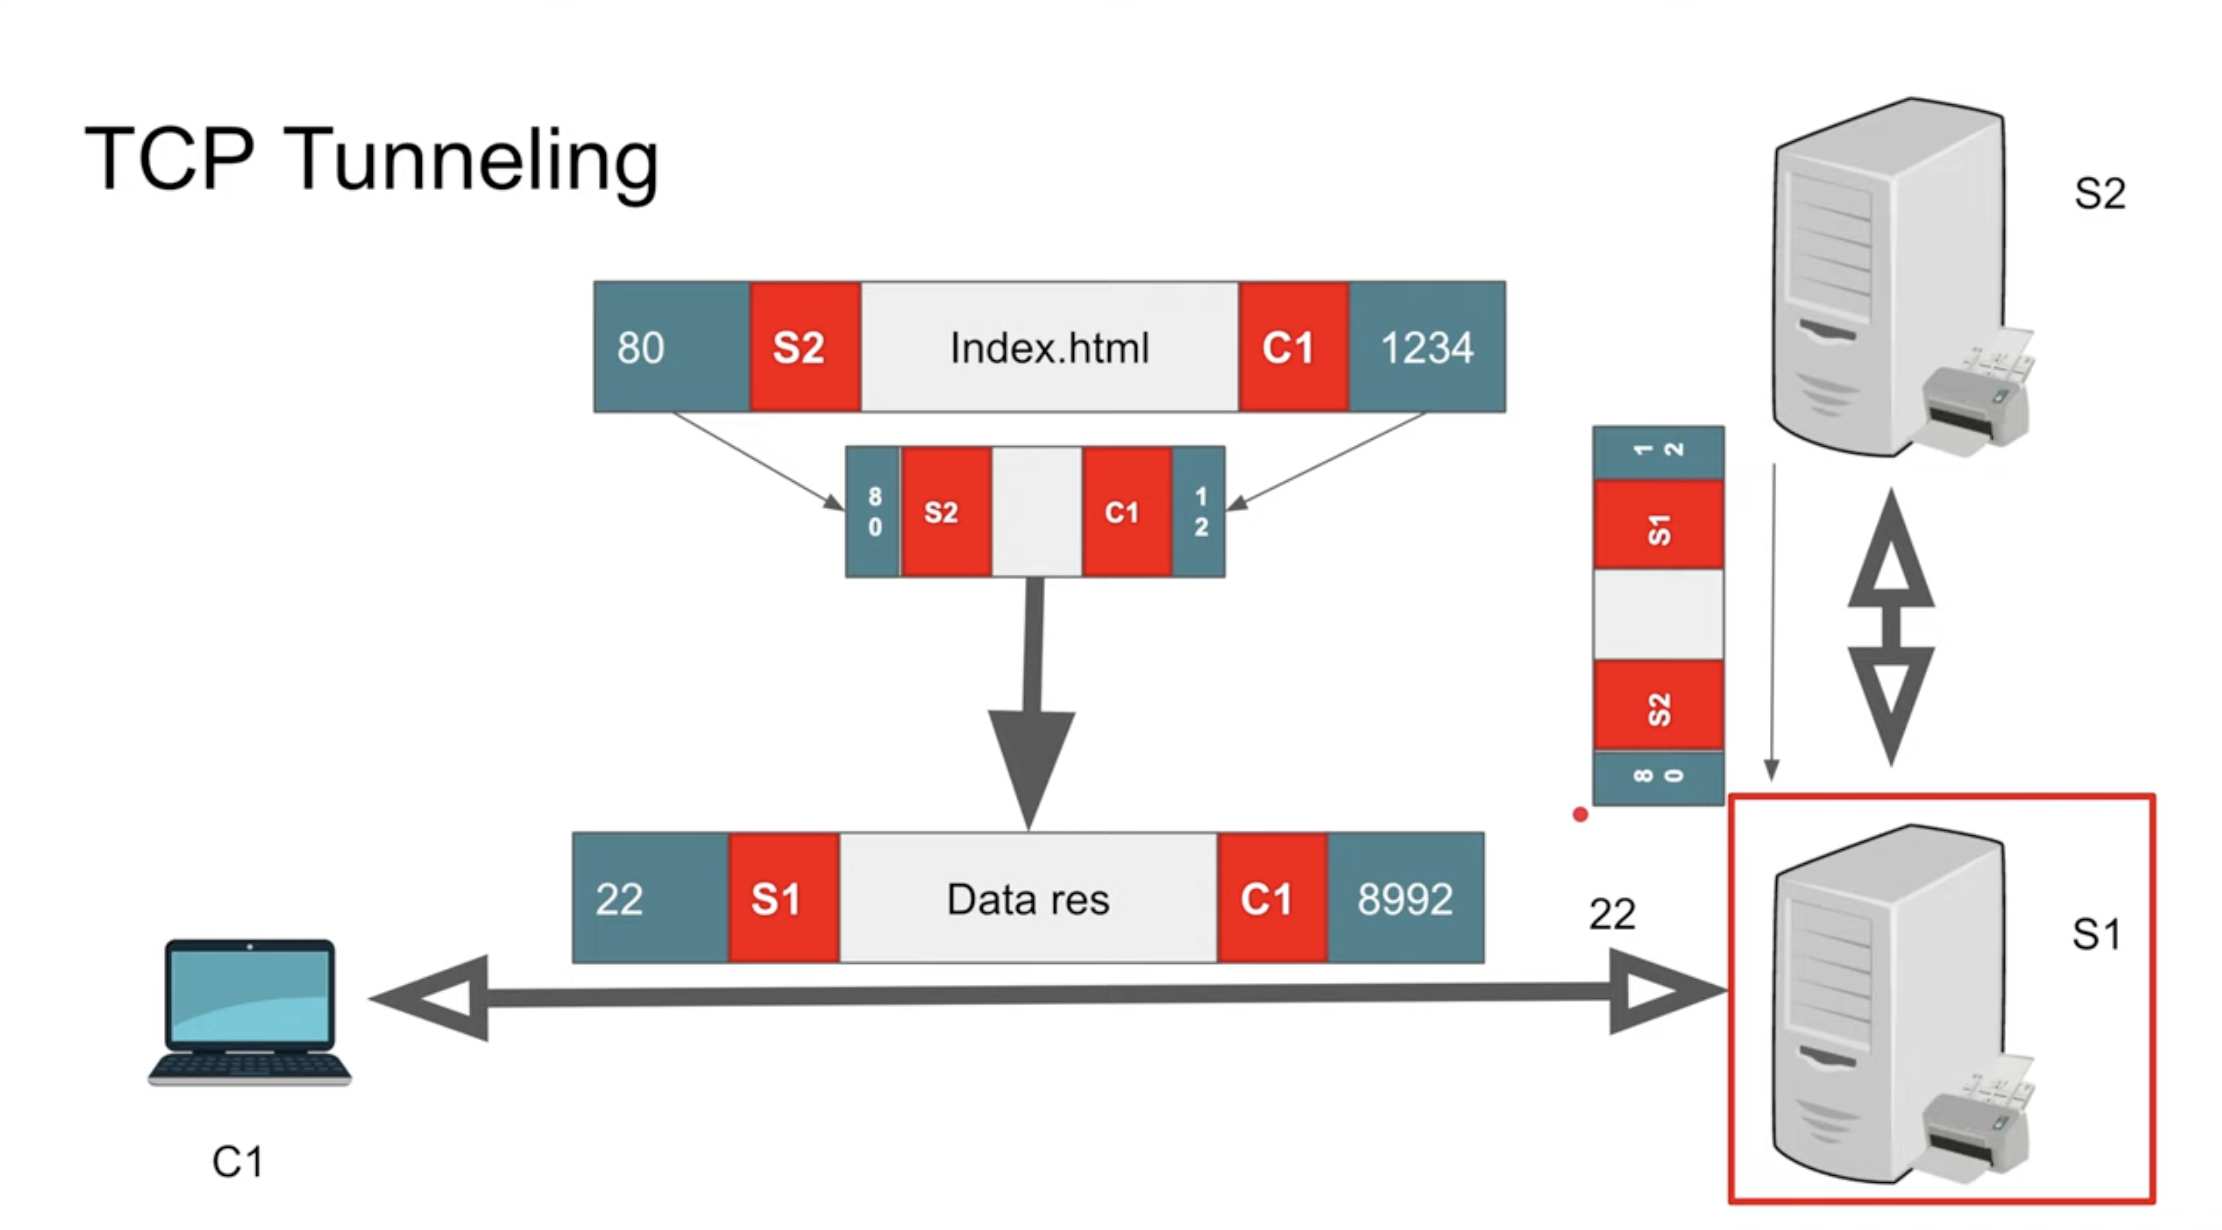 TCP Tunneling
S2
80 S2 Index.html C1 1234
8
0
S2 C1
1
2
1 2
S1
S2
8 0
22 S1 Data res C1 8992
22
S1
C1